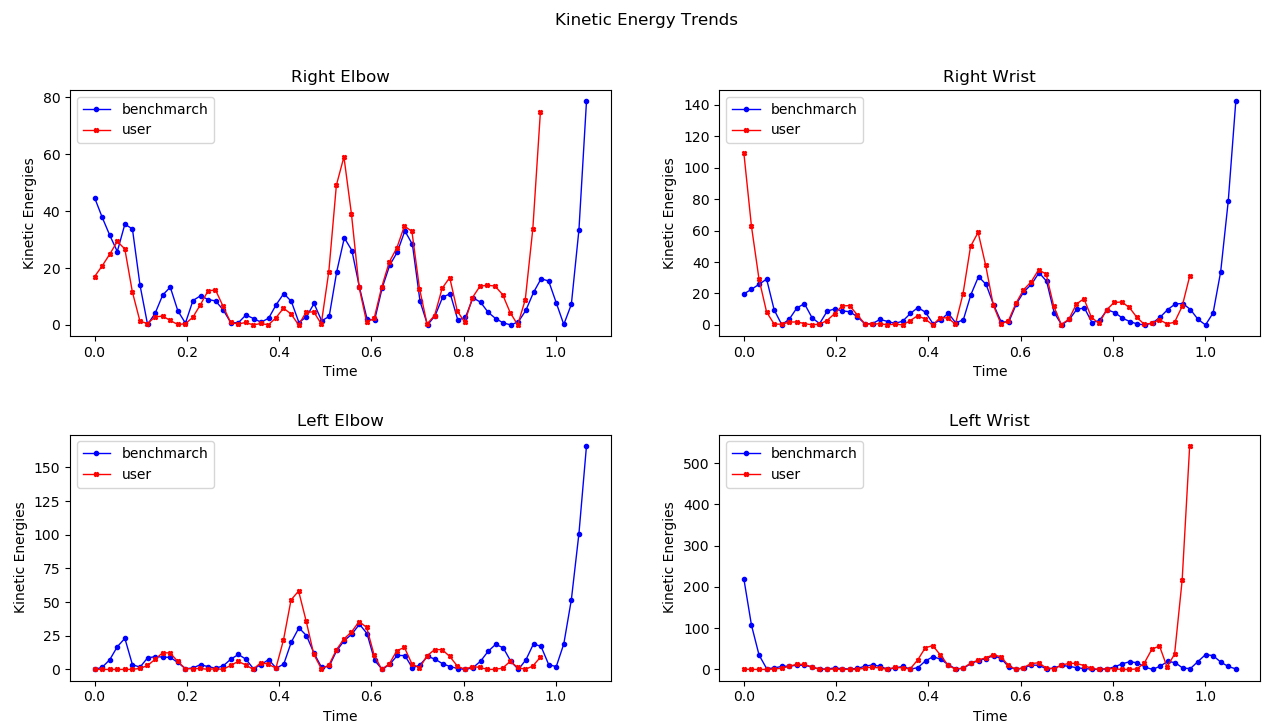 Kinetic Energy Trends
Right Elbow
80
60
40
20
0
Kinetic Energies
benchmarch
user
0.0 0.2 0.4 0.6 0.8 1.0
Time
Right Wrist
140
120
100
80
60
40
20
0
Kinetic Energies
benchmarch
user
0.0 0.2 0.4 0.6 0.8 1.0
Time
Left Elbow
150
125
100
75
50
25
0
Kinetic Energies
benchmarch
user
0.0 0.2 0.4 0.6 0.8 1.0
Time
Left Wrist
500
400
300
200
100
0
Kinetic Energies
benchmarch
user
0.0 0.2 0.4 0.6 0.8 1.0
Time